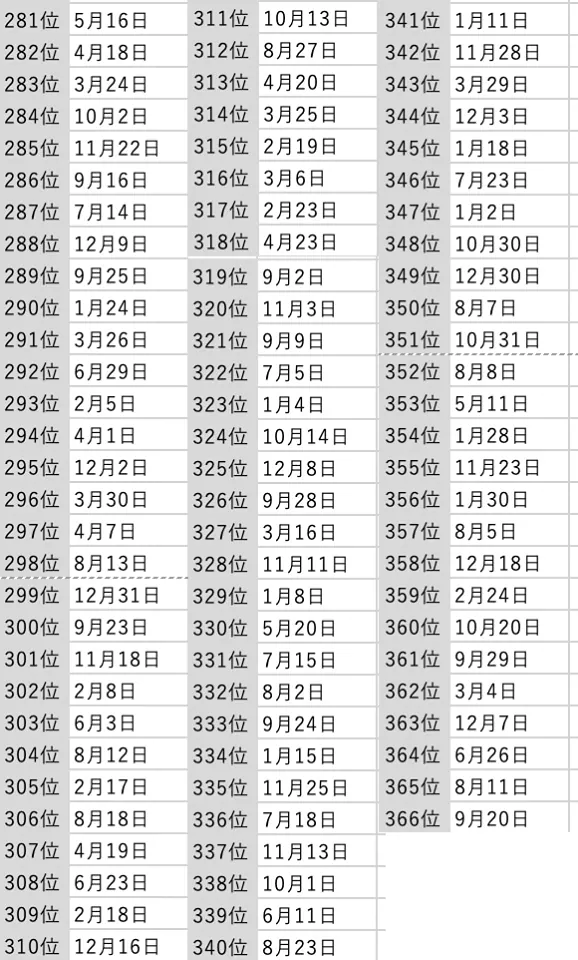 281位 5月16日
282位 4月18日
283位 3月24日
284位 10月2日
285位 11月22日
286位 9月16日
287位 7月14日
288位 12月9日
289位 9月25日
290位 1月24日
291位 3月26日
292位 6月29日
293位 2月5日
294位 4月1日
295位 12月2日
296位 3月30日
297位 4月7日
298位 8月13日
299位 12月31日
300位 9月23日
301位 11月18日
302位 2月8日
303位 6月3日
304位 8月12日
305位 2月17日
306位 8月18日
307位 4月19日
308位 6月23日
309位 2月18日
310位 12月16日
311位 10月13日
312位 8月27日
313位 4月20日
314位 3月25日
315位 2月19日
316位 3月6日
317位 2月23日
318位 4月23日
319位 9月2日
320位 11月3日
321位 9月9日
322位 7月5日
323位 1月4日
324位 10月14日
325位 12月8日
326位 9月28日
327位 3月16日
328位 11月11日
329位 1月8日
330位 5月20日
331位 7月15日
332位 8月2日
333位 9月24日
334位 1月15日
335位 11月25日
336位 7月18日
337位 11月13日
338位 10月1日
339位 6月11日
340位 8月23日
341位 1月11日
342位 11月28日
343位 3月29日
344位 12月3日
345位 1月18日
346位 7月23日
347位 1月2日
348位 10月30日
349位 12月30日
350位 8月7日
351位 10月31日
352位 8月8日
353位 5月11日
354位 1月28日
355位 11月23日
356位 1月30日
357位 8月5日
358位 12月18日
359位 2月24日
360位 10月20日
361位 9月29日
362位 3月4日
363位 12月7日
364位 6月26日
365位 8月11日
366位 9月20日